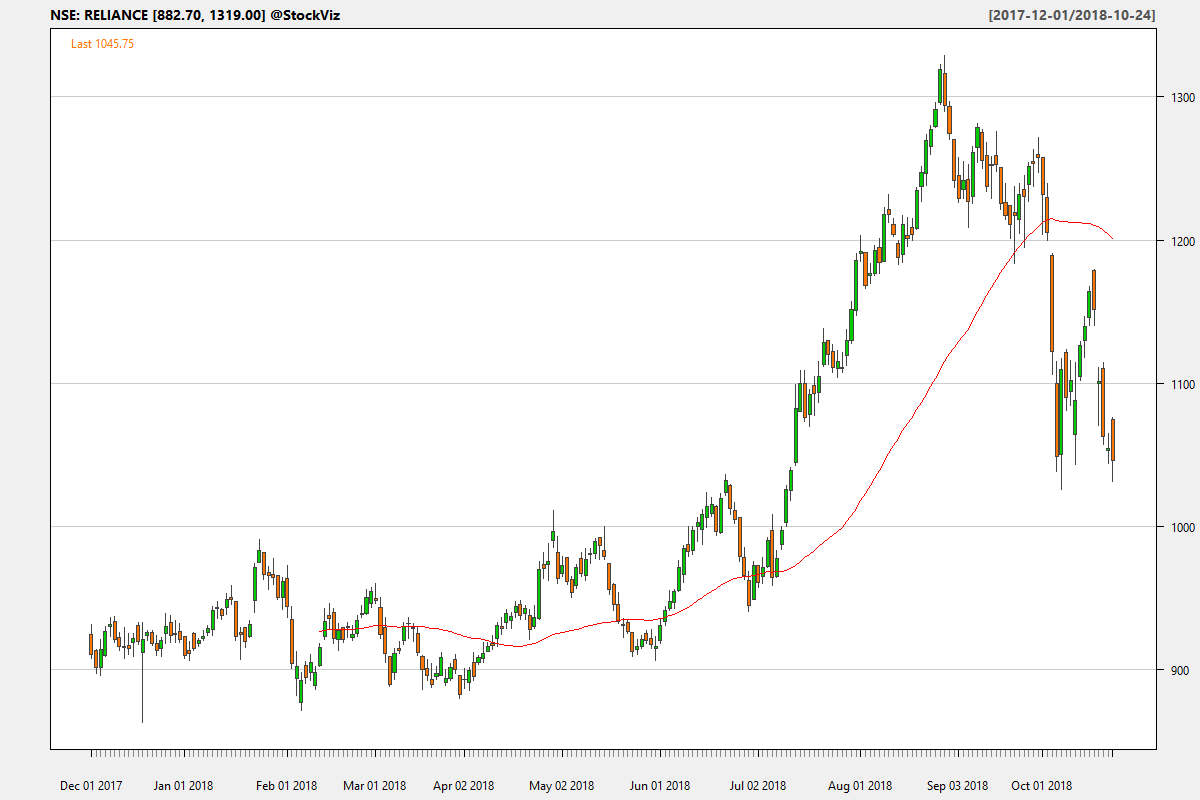 NSE: RELIANCE [882.70, 1319.00] @StockViz [2017-12-01/2018-10-24]
Last 1045.75
1300
1200
1100
1000
900
Dec 01 2017 Jan 01 2018 Feb 01 2018 Mar 01 2018 Apr 02 2018 May 02 2018 Jun 01 2018 Jul 02 2018 Aug 01 2018 Sep 03 2018 Oct 01 2018